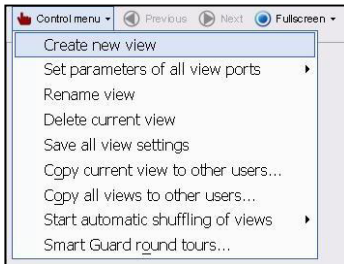 Control menu Previous Next Fullscreen
Create new view
Set parameters of all view ports
Rename view
Delete current view
Save all view settings
Copy current view to other users...
Copy all views to other users...
Start automatic shuffling of views
Smart Guard round tours...